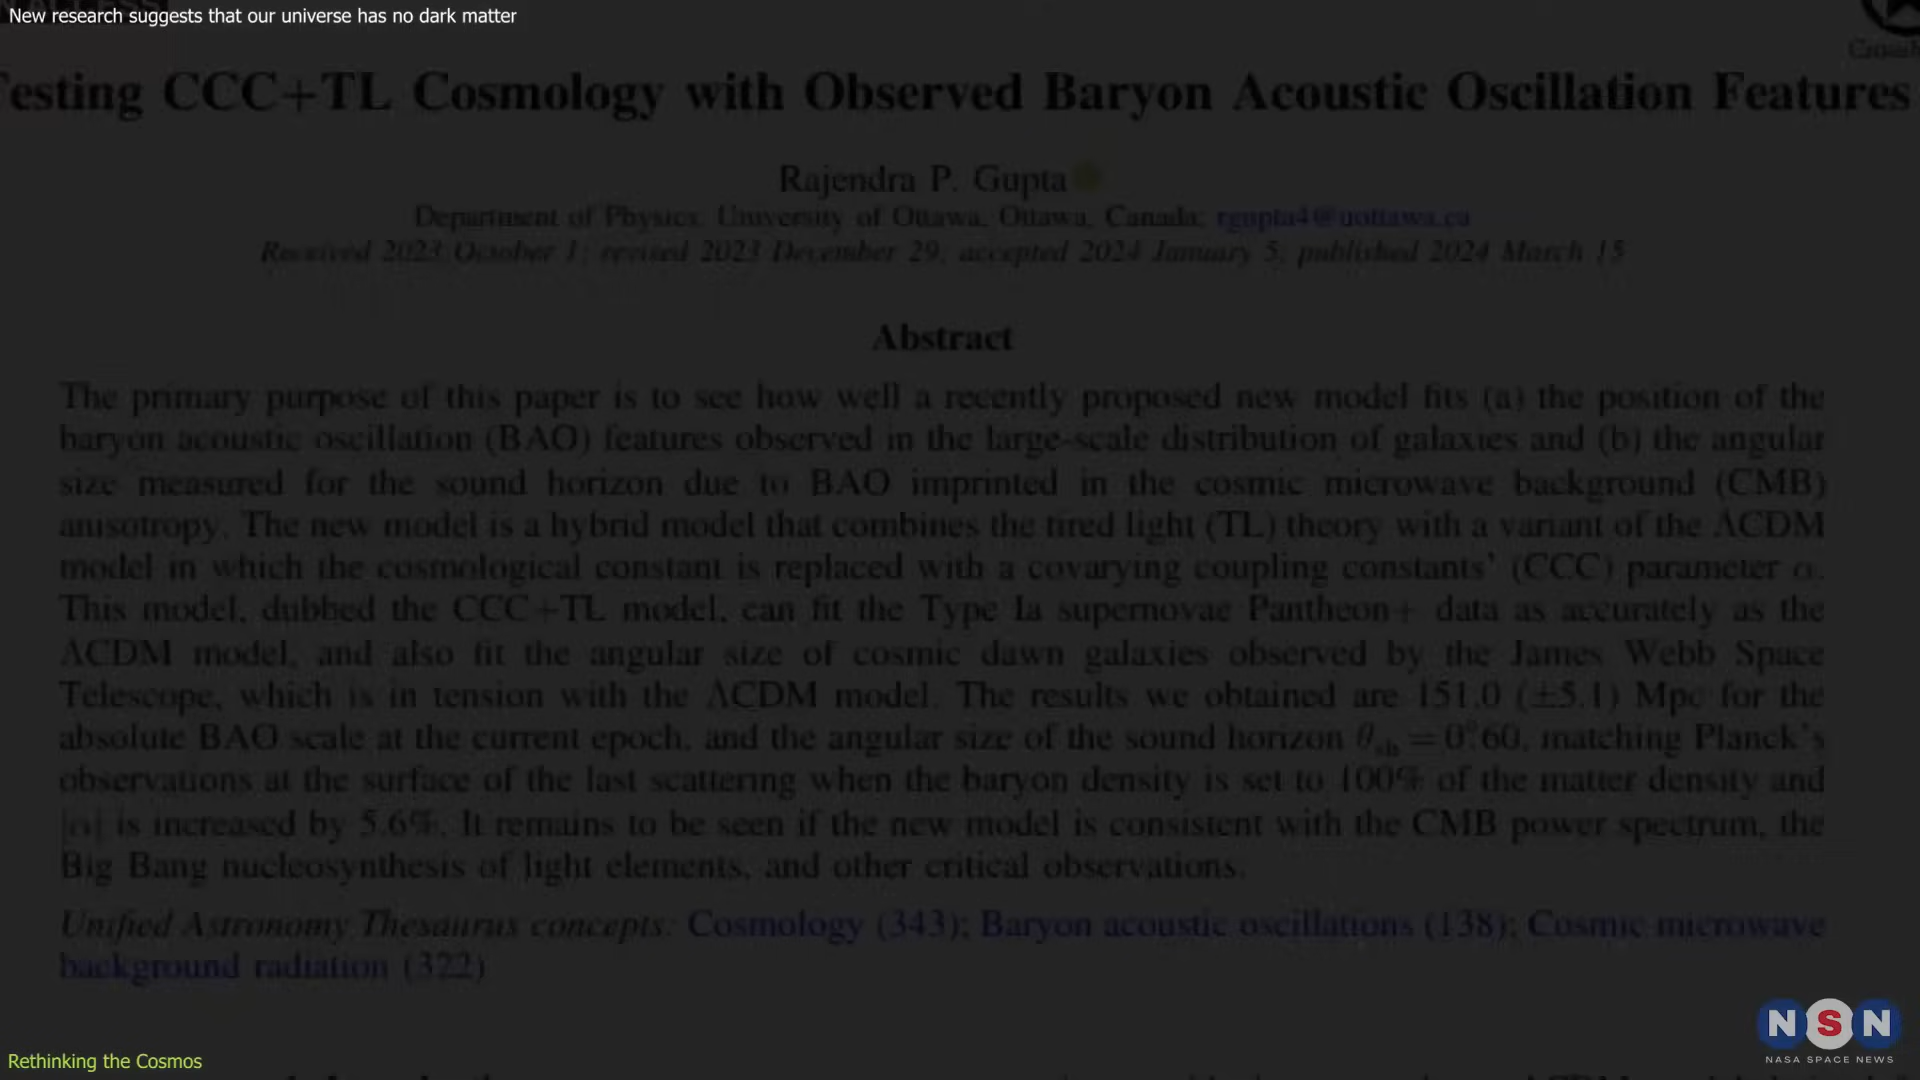 New research suggests that our universe has no dark matter
Testing CCC+TL Cosmology with Observed Baryon Acoustic Oscillation Features
Rajendra P. Gupta
Department of Physics, University of Ottawa, Ottawa, Canada; rgupta4@uottawa.ca
Received 2023 October 1; revised 2023 December 29; accepted 2024 January 5; published 2024 March 15
Abstract
The primary purpose of this paper is to see how well a recently proposed new model fits (a) the position of the
baryon acoustic oscillation (BAO) features observed in the large-scale distribution of galaxies and (b) the angular
size measured for the sound horizon due to BAO imprinted in the cosmic microwave background (CMB)
anisotropy. The new model is a hybrid model that combines the tired light (TL) theory with a variant of the ΛCDM
model in which the cosmological constant is replaced with a covarying coupling constants' (CCC) parameter α.
This model, dubbed the CCC+TL model, can fit the Type Ia supernovae Pantheon+ data as accurately as the
ΛCDM model, and also fit the angular size of cosmic dawn galaxies observed by the James Webb Space
Telescope, which is in tension with the ΛCDM model. The results we obtained are 151.0 (±5.1) Mpc for the
absolute BAO scale at the current epoch, and the angular size of the sound horizon θsh = 0°.60, matching Planck's
observations at the surface of the last scattering when the baryon density is set to 100% of the matter density and
|α| is increased by 5.6%. It remains to be seen if the new model is consistent with the CMB power spectrum, the
Big Bang nucleosynthesis of light elements, and other critical observations.
Unified Astronomy Thesaurus concepts: Cosmology (343); Baryon acoustic oscillations (138); Cosmic microwave
background radiation (322)
NSN
NASA SPACE NEWS
Rethinking the Cosmos